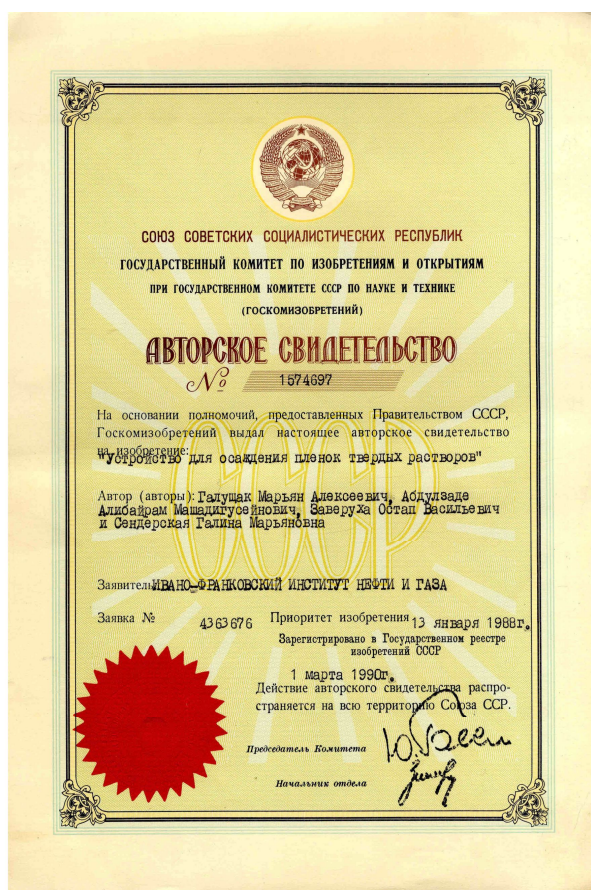 СОЮЗ СОВЕТСКИХ СОЦИАЛИСТИЧЕСКИХ РЕСПУБЛИК
ГОСУДАРСТВЕННЫЙ КОМИТЕТ ПО ИЗОБРЕТЕНИЯМ И ОТКРЫТИЯМ
ПРИ ГОСУДАРСТВЕННОМ КОМИТЕТЕ СССР ПО НАУКЕ И ТЕХНИКЕ
(ГОСКОМИЗОБРЕТЕНИЙ)
АВТОРСКОЕ СВИДЕТЕЛЬСТВО
№ 1574697
СССР
На основании полномочий, предоставленных Правительством СССР,
Госкомизобретений выдал настоящее авторское свидетельство
на изобретение:
"Устройство для осаждения пленок твердых растворов"
Автор (авторы): Галущак Марьян Алексеевич, Абдулзаде
Алибайрам Машадигусейнович, Заверуха Остап Васильевич
и Сендерская Галина Марьяновна
Заявитель: ИВАНО-ФРАНКОВСКИЙ ИНСТИТУТ НЕФТИ И ГАЗА
Заявка № 4363676 Приоритет изобретения 13 января 1988г.
Зарегистрировано в Государственном реестре
изобретений СССР
1 марта 1990г.
Действие авторского свидетельства распро-
страняется на всю территорию Союза ССР.
Председатель Комитета
Начальник отдела